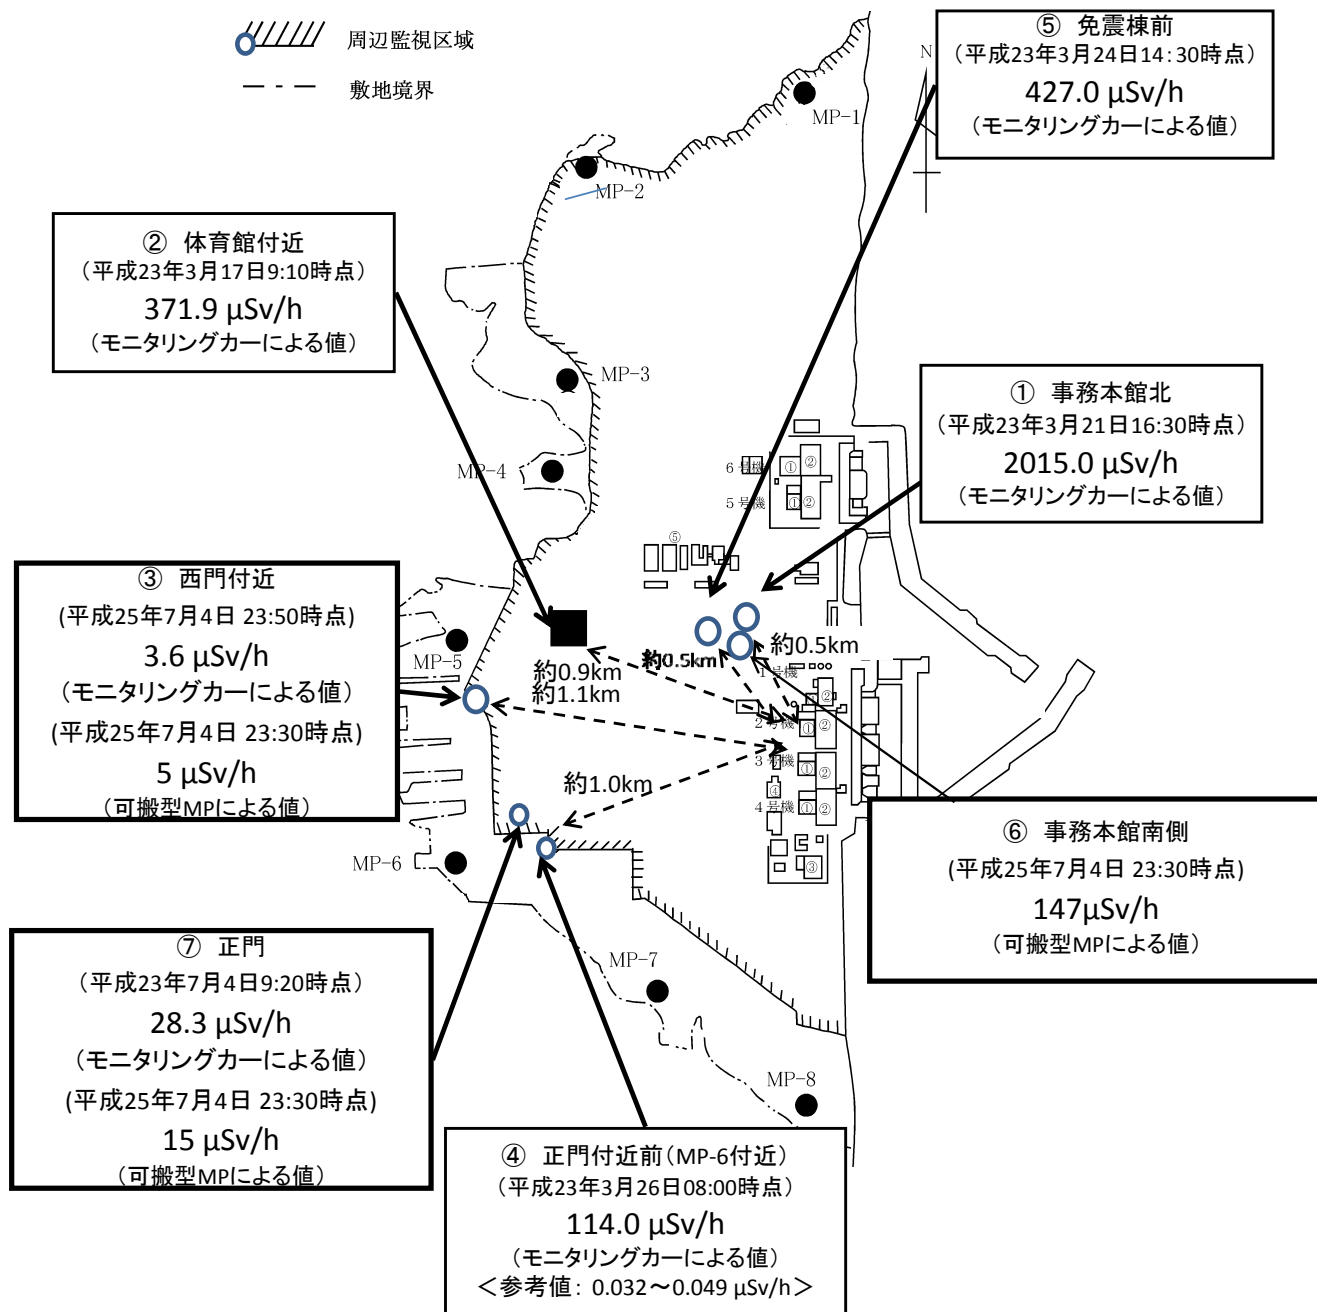 周辺監視区域
敷地境界
⑤ 免震棟前
(平成23年3月24日14:30時点)
427.0 μSv/h
(モニタリングカーによる値)
N
MP-1
MP-2
② 体育館付近
(平成23年3月17日9:10時点)
371.9 μSv/h
(モニタリングカーによる値)
MP-3
① 事務本館北
(平成23年3月21日16:30時点)
2015.0 μSv/h
(モニタリングカーによる値)
MP-4
6号機
①
②
5号機
①
②
⑤
③ 西門付近
(平成25年7月4日 23:50時点)
3.6 μSv/h
(モニタリングカーによる値)
(平成25年7月4日 23:30時点)
5 μSv/h
(可搬型MPによる値)
MP-5
約0.9km
約1.1km
約0.5km
約0.5km
1号機
②
2号機
①
②
3号機
①
②
約1.0km
④
4号機
①
②
③
MP-6
⑥ 事務本館南側
(平成25年7月4日 23:30時点)
147μSv/h
(可搬型MPによる値)
⑦ 正門
(平成23年7月4日9:20時点)
28.3 μSv/h
(モニタリングカーによる値)
(平成25年7月4日 23:30時点)
15 μSv/h
(可搬型MPによる値)
MP-7
MP-8
④ 正門付近前(MP-6付近)
(平成23年3月26日08:00時点)
114.0 μSv/h
(モニタリングカーによる値)
<参考値: 0.032~0.049 μSv/h>